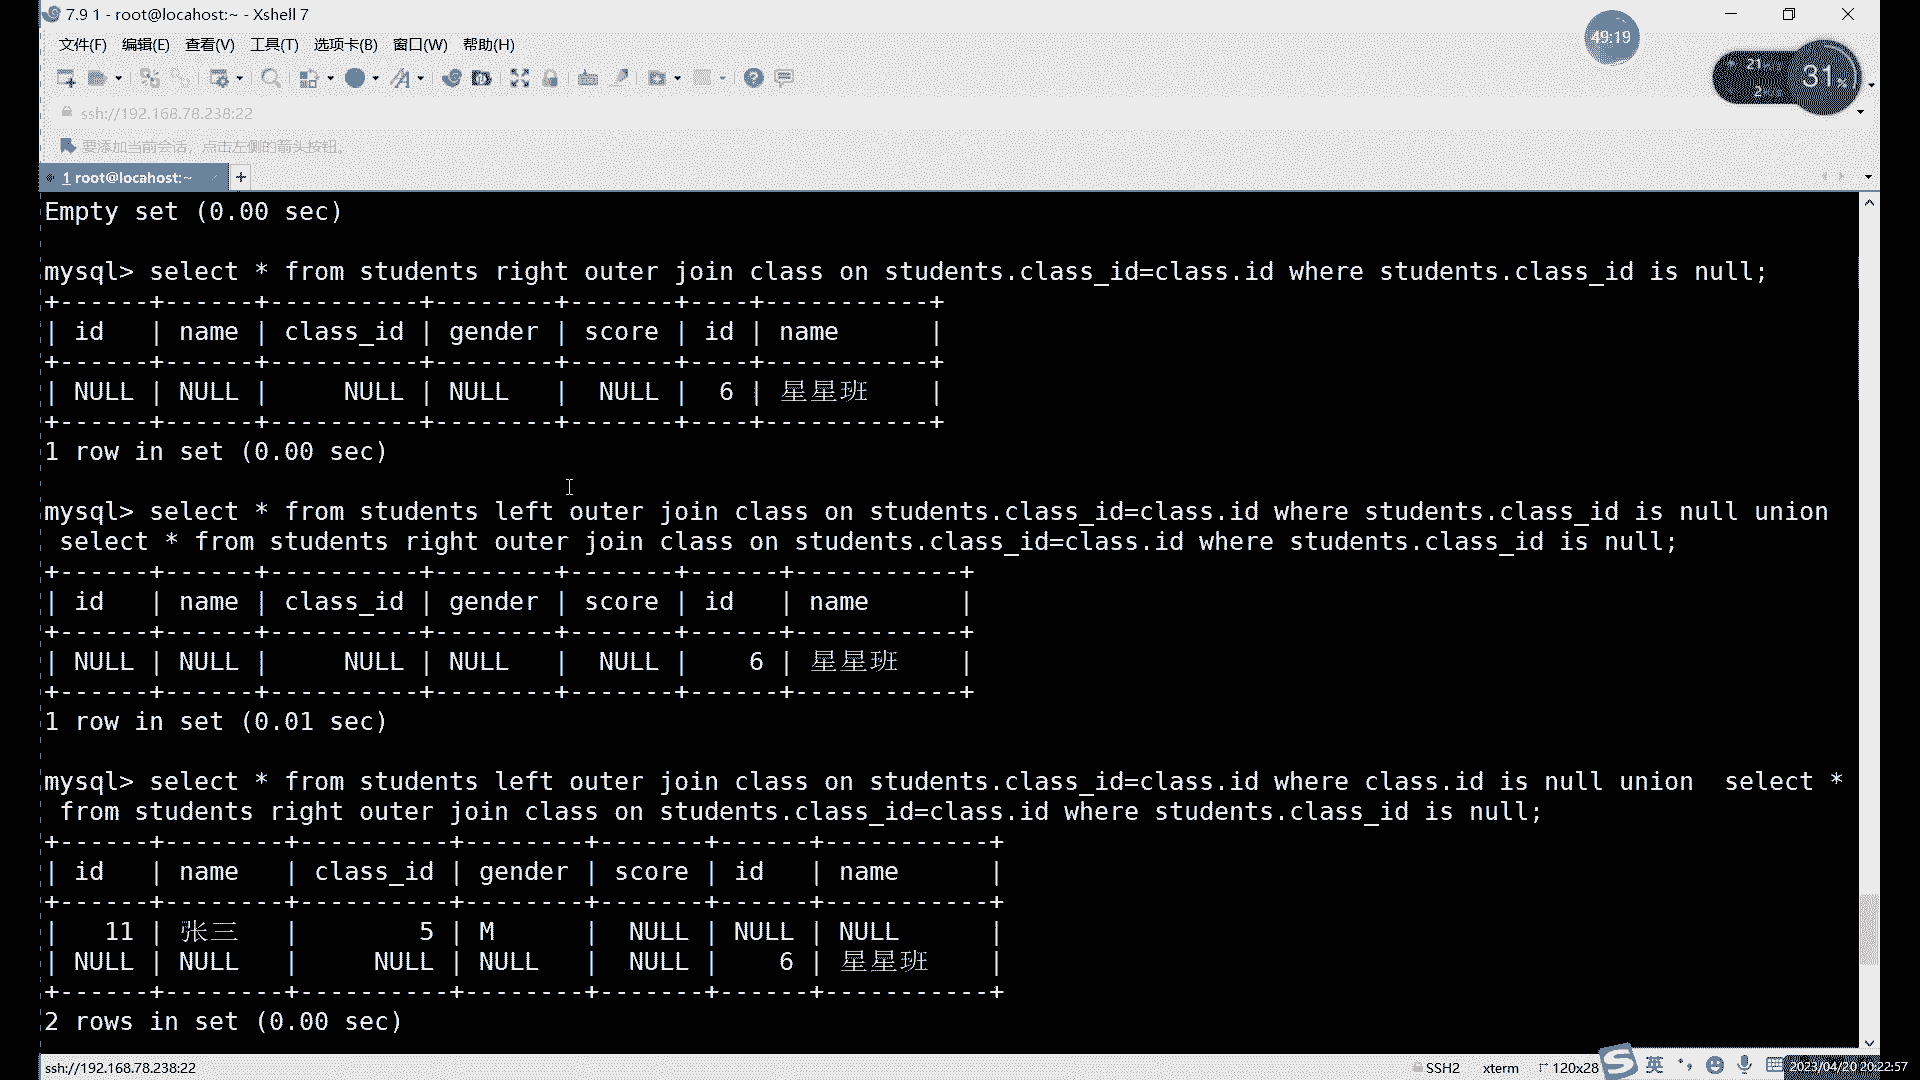 7.9 1 - root@locahost:~ - Xshell 7
文件(F) 编辑(E) 查看(V) 工具(T) 选项卡(B) 窗口(W) 帮助(H)
49:19
21
2
31%
ssh://192.168.78.238:22
要添加当前会话，点击左侧的箭头按钮。
1 root@locahost:~ +
Empty set (0.00 sec)
mysql> select * from students right outer join class on students.class_id=class.id where students.class_id is null;
+------+------+----------+--------+-------+----+-----------+
| id   | name | class_id | gender | score | id | name      |
+------+------+----------+--------+-------+----+-----------+
| NULL | NULL |     NULL | NULL   |  NULL |  6 | 星星班    |
+------+------+----------+--------+-------+----+-----------+
1 row in set (0.00 sec)
mysql> select * from students left outer join class on students.class_id=class.id where students.class_id is null union
 select * from students right outer join class on students.class_id=class.id where students.class_id is null;
+------+------+----------+--------+-------+------+-----------+
| id   | name | class_id | gender | score | id   | name      |
+------+------+----------+--------+-------+------+-----------+
| NULL | NULL |     NULL | NULL   |  NULL |    6 | 星星班    |
+------+------+----------+--------+-------+------+-----------+
1 row in set (0.01 sec)
mysql> select * from students left outer join class on students.class_id=class.id where class.id is null union  select *
 from students right outer join class on students.class_id=class.id where students.class_id is null;
+------+--------+----------+--------+-------+------+-----------+
| id   | name   | class_id | gender | score | id   | name      |
+------+--------+----------+--------+-------+------+-----------+
|   11 | 张三   |        5 | M      |  NULL | NULL | NULL      |
| NULL | NULL   |     NULL | NULL   |  NULL |    6 | 星星班    |
+------+--------+----------+--------+-------+------+-----------+
2 rows in set (0.00 sec)
ssh://192.168.78.238:22 SSH2 xterm 120x28 英 2023/04/20 20:22:57